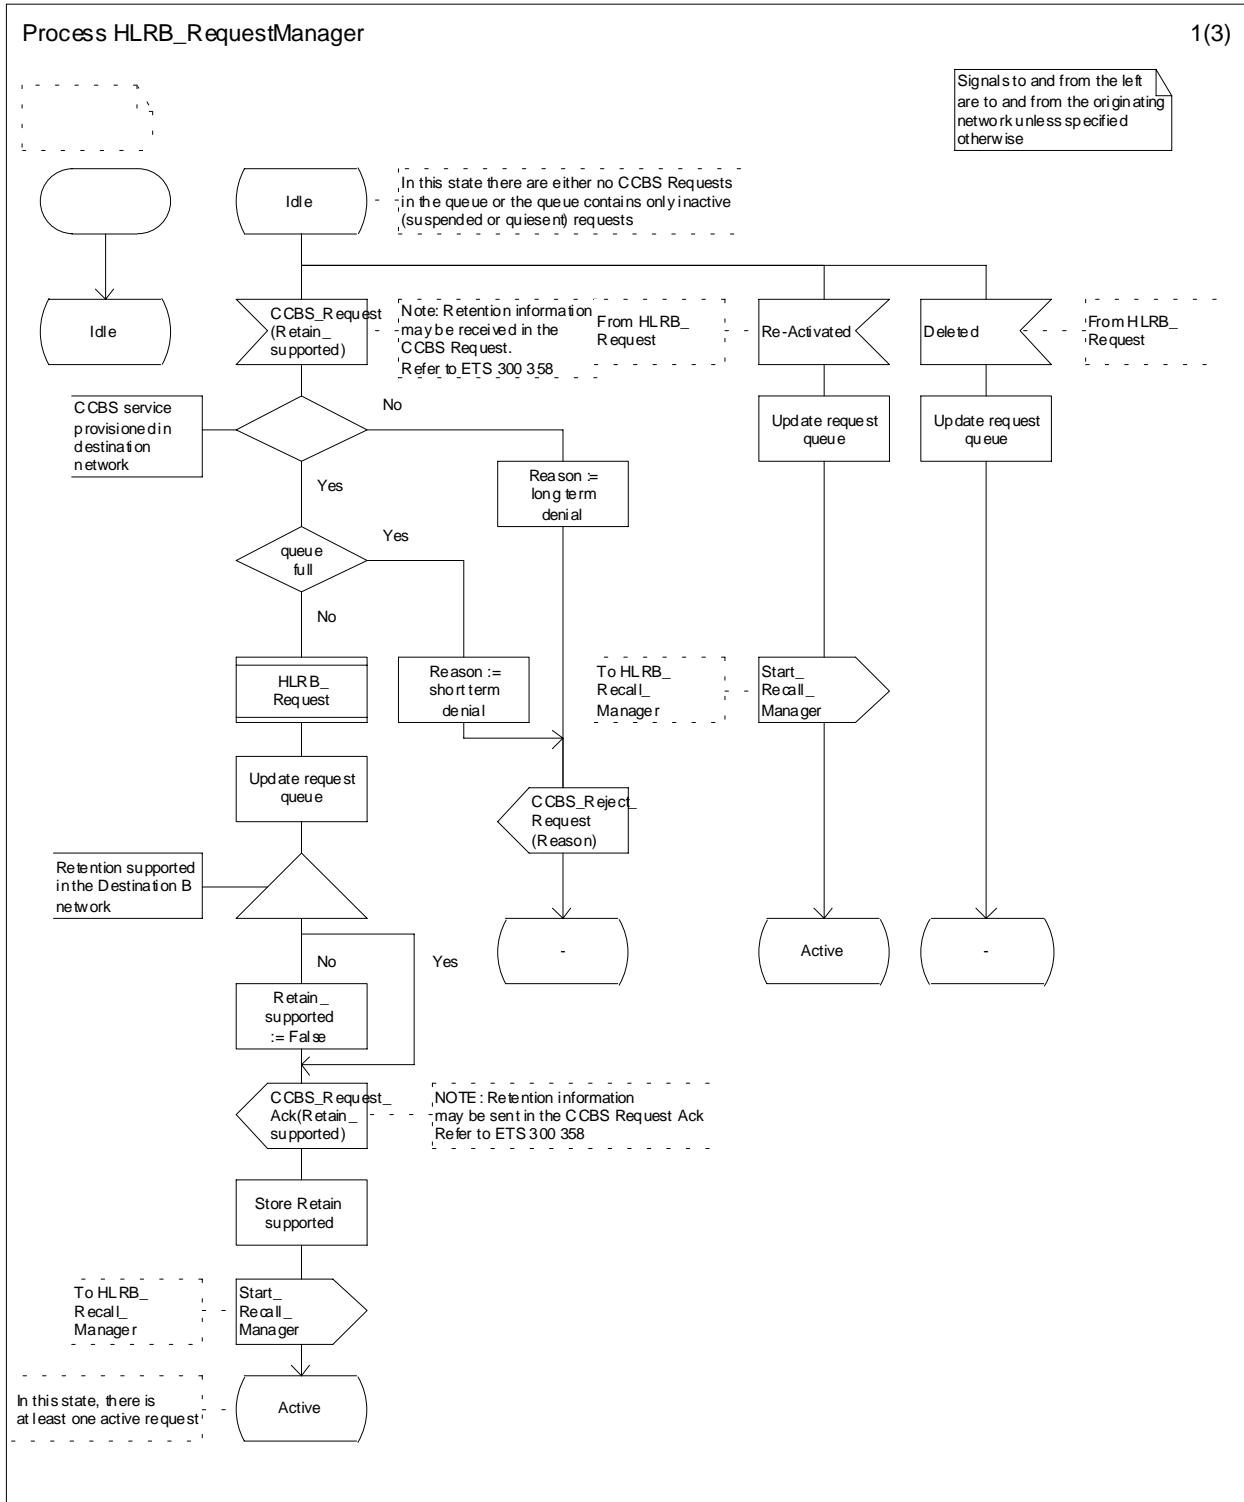 Process HLRB_RequestManager
1(3)
Signals to and from the left
are to and from the originating
network unless specified
otherwise
Idle
In this state there are either no CCBS Requests
in the queue or the queue contains only inactive
(suspended or quiesent) requests
Idle
CCBS_Request
(Retain_
supported)
Note: Retention information
may be received in the
CCBS Request.
Refer to ETS 300 358
From HLRB_
Request
Re-Activated
Deleted
From HLRB_
Request
CCBS service
provisioned in
destination
network
No
Yes
Reason :=
long term
denial
Update request
queue
Update request
queue
queue
full
Yes
No
HLRB_
Request
Reason :=
short term
denial
To HLRB_
Recall_
Manager
Start_
Recall_
Manager
Update request
queue
CCBS_Reject_
Request
(Reason)
Retention supported
in the Destination B
network
No
Yes
-
Active
-
Retain_
supported
:= False
CCBS_Request_
Ack(Retain_
supported)
NOTE: Retention information
may be sent in the CCBS Request Ack
Refer to ETS 300 358
Store Retain
supported
To HLRB_
Recall_
Manager
Start_
Recall_
Manager
In this state, there is
at least one active request
Active